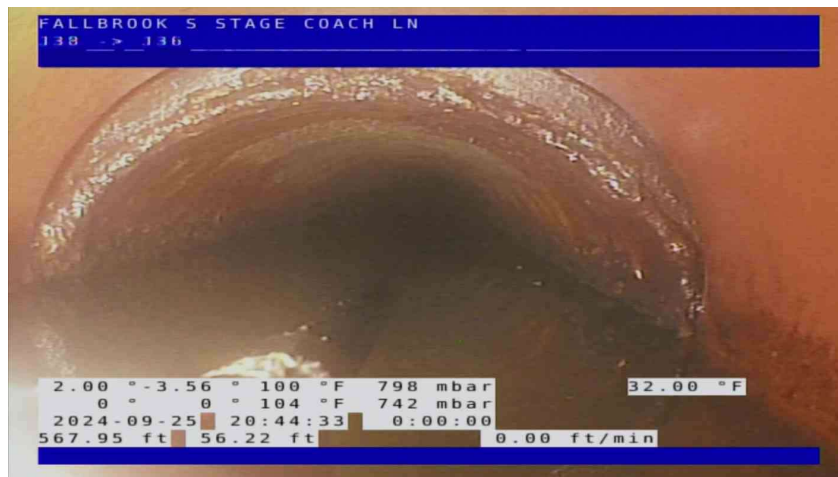 FALLBROOK S STAGE COACH LN
138 -> 136
2.00 °-3.56 ° 100 °F 798 mbar 32.00 °F
0 ° 0 ° 104 °F 742 mbar
2024-09-25 20:44:33 0:00:00
567.95 ft 56.22 ft 0.00 ft/min